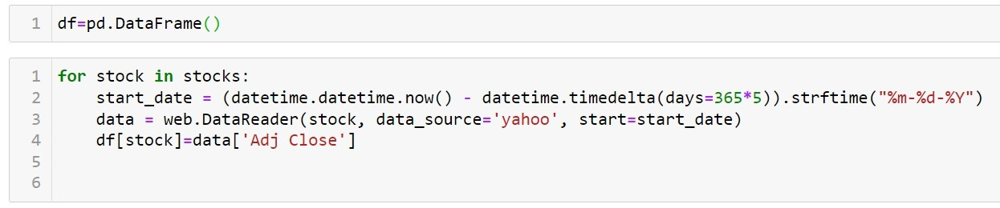 1 df=pd.DataFrame()
1 for stock in stocks:
2     start_date = (datetime.datetime.now() - datetime.timedelta(days=365*5)).strftime("%m-%d-%Y")
3     data = web.DataReader(stock, data_source='yahoo', start=start_date)
4     df[stock]=data['Adj Close']
5
6